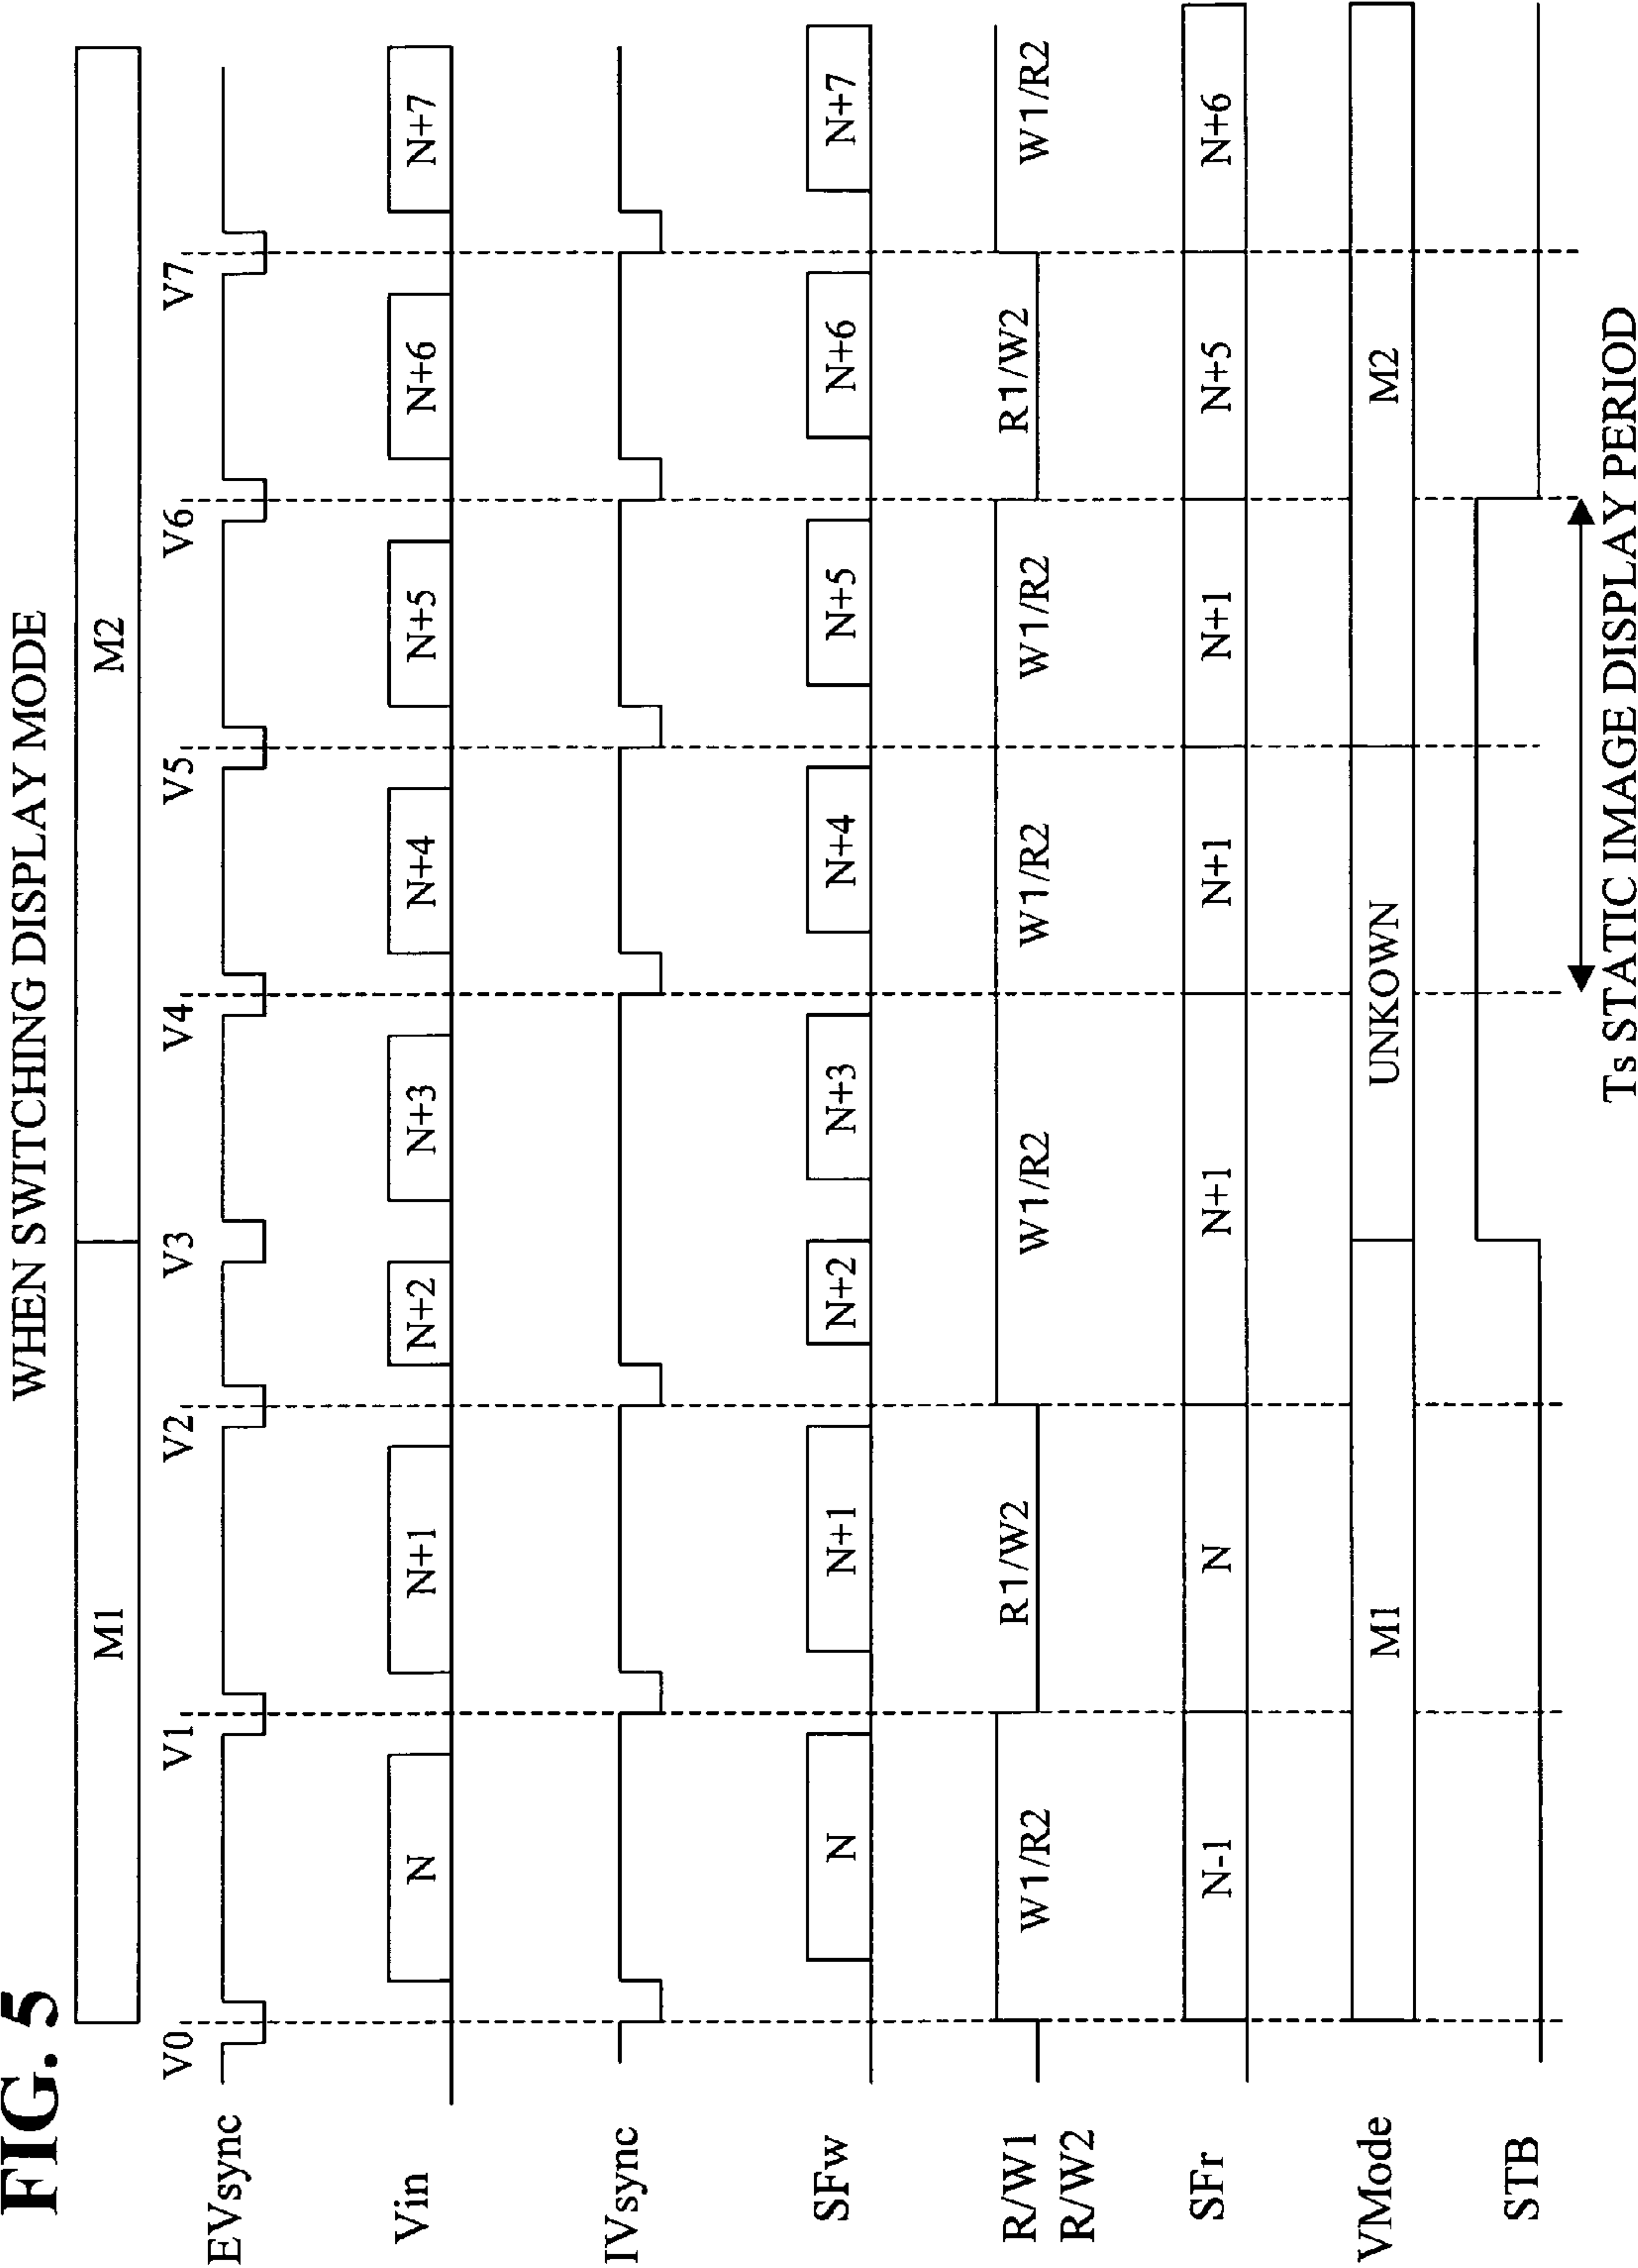 FIG. 5
WHEN SWITCHING DISPLAY MODE
M1 M2
V0 V1 V2 V3 V4 V5 V6 V7
EVsync
Vin N N+1 N+2 N+3 N+4 N+5 N+6 N+7
IVsync
SFw N N+1 N+2 N+3 N+4 N+5 N+6 N+7
R/W1 W1/R2 R1/W2 W1/R2 W1/R2 W1/R2 R1/W2 W1/R2
R/W2
SFr N-1 N N+1 N+1 N+1 N+5 N+6
VMode M1 UNKOWN M2
STB
Ts STATIC IMAGE DISPLAY PERIOD